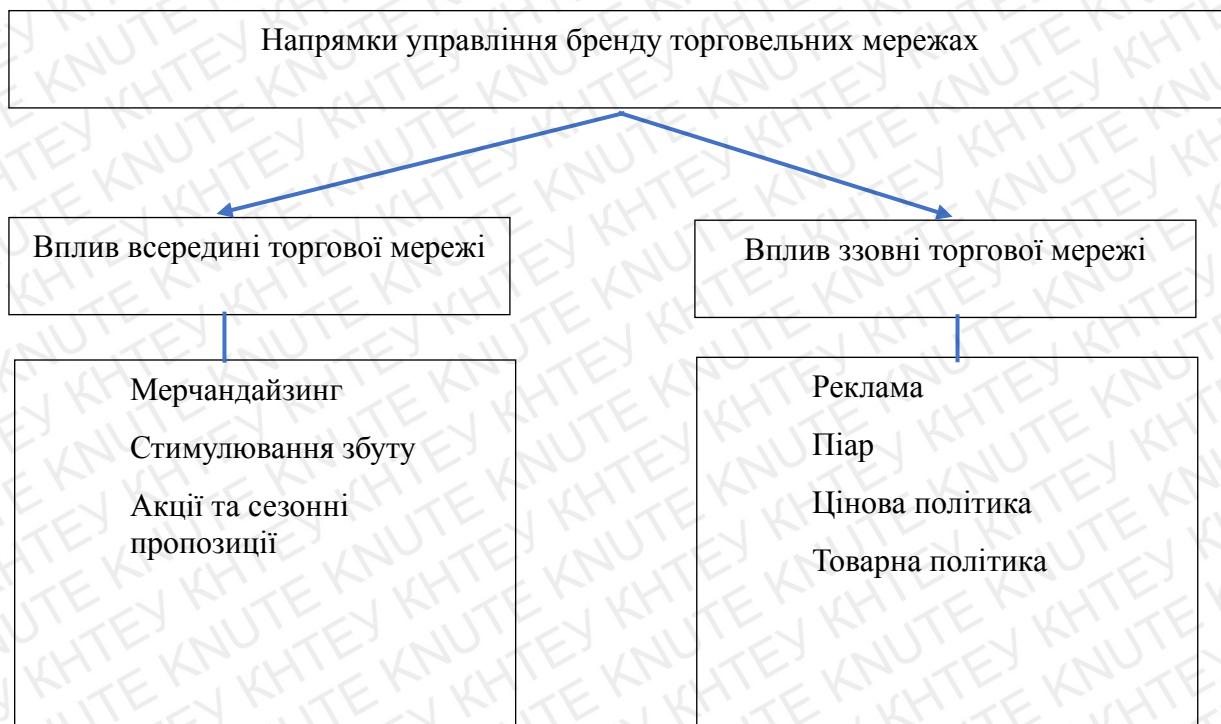 Напрямки управління бренду торговельних мережах
Вплив всередині торгової мережі
Вплив ззовні торгової мережі
Мерчандайзинг
Стимулювання збуту
Акції та сезонні
пропозиції
Реклама
Піар
Цінова політика
Товарна політика